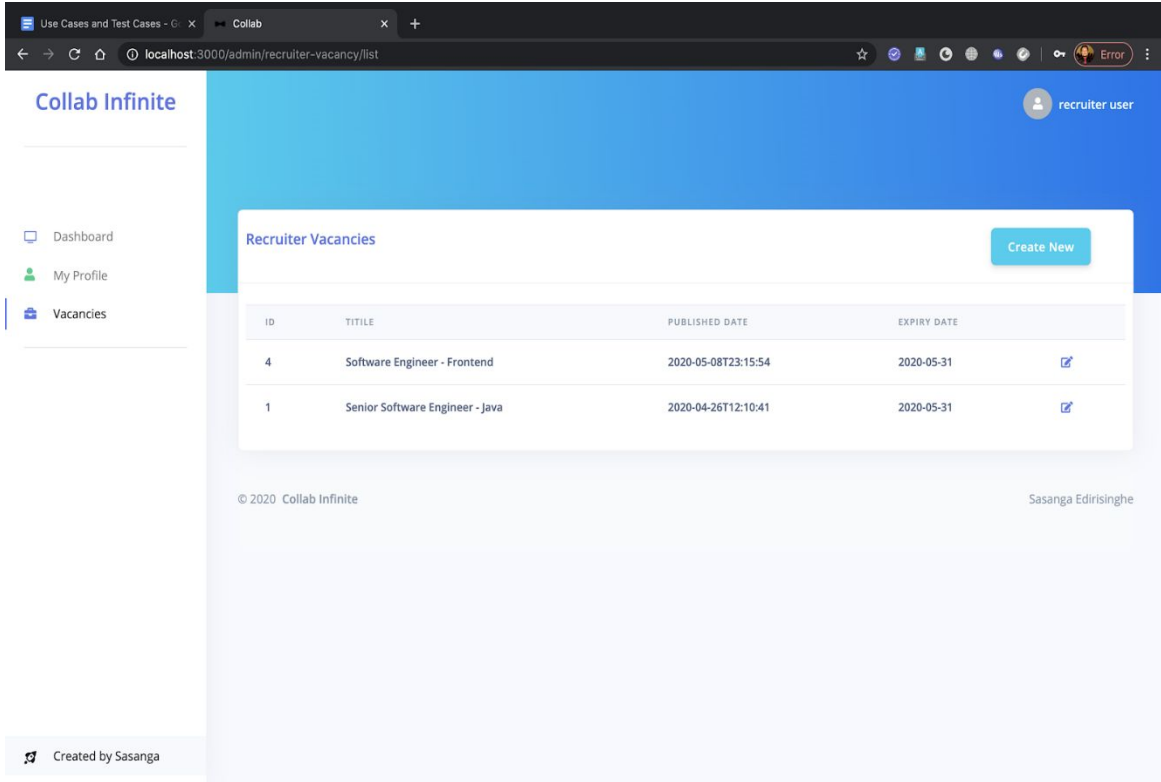 Use Cases and Test Cases - Go
Collab
localhost:3000/admin/recruiter-vacancy/list
Error
Collab Infinite
recruiter user
Dashboard
My Profile
Vacancies
Recruiter Vacancies
Create New
ID TITILE PUBLISHED DATE EXPIRY DATE
4 Software Engineer - Frontend 2020-05-08T23:15:54 2020-05-31
1 Senior Software Engineer - Java 2020-04-26T12:10:41 2020-05-31
© 2020 Collab Infinite
Sasanga Edirisinghe
Created by Sasanga